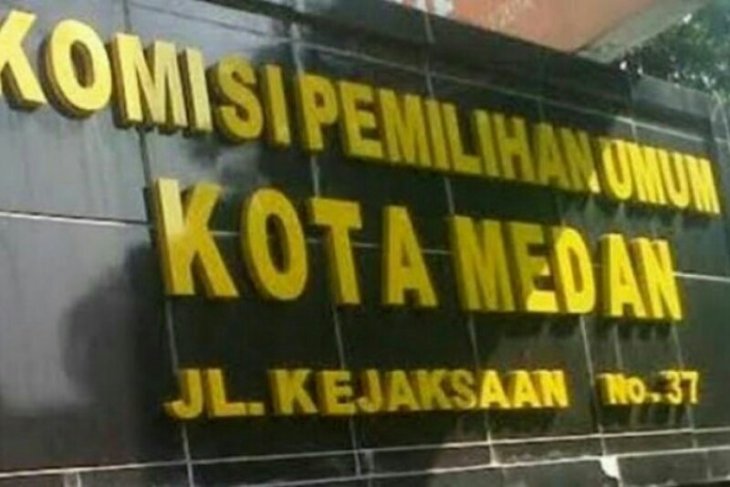 KOMISI PEMILIHAN UMUM
KOTA MEDAN
JL. KEJAKSAAN No. 37